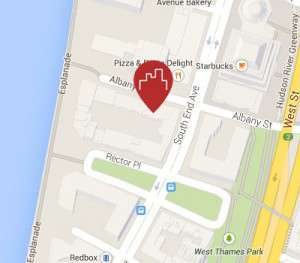 Avenue Bakery
Esplanade
Pizza &
Delight
Starbucks
Hudson River Greenway
West St
Albany
South End Ave
Albany St
Rector Pl
Esplanade
West Thames Park
Redbox